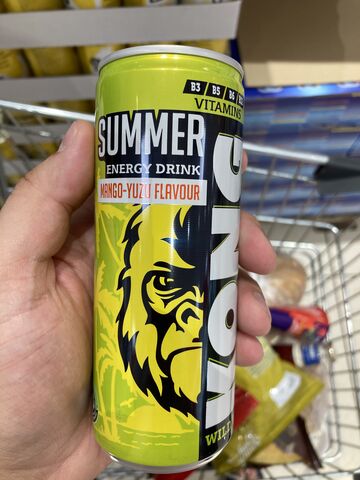 B3 / B5 / B6 /
VITAMINS
SUMMER
ENERGY DRINK
MANGO-YUZU FLAVOUR
KONG